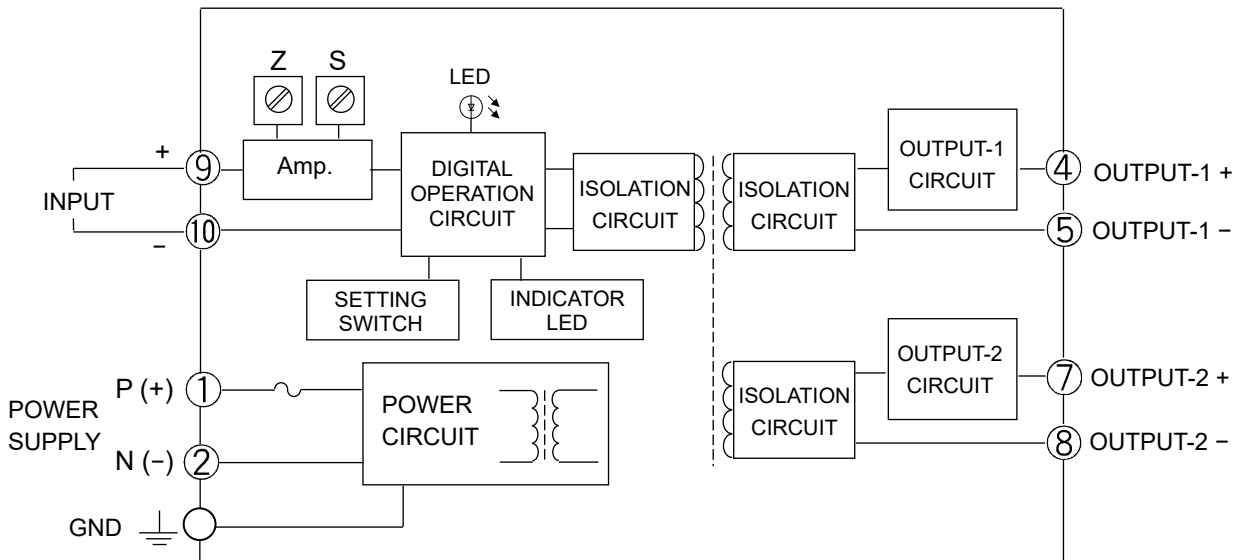 Z S
LED
+ 9 Amp. DIGITAL
OPERATION
CIRCUIT
ISOLATION
CIRCUIT
ISOLATION
CIRCUIT
OUTPUT-1
CIRCUIT
4 OUTPUT-1 +
INPUT
− 10
5 OUTPUT-1 −
SETTING
SWITCH
INDICATOR
LED
POWER
SUPPLY
P (+) 1
N (−) 2
POWER
CIRCUIT
ISOLATION
CIRCUIT
OUTPUT-2
CIRCUIT
7 OUTPUT-2 +
8 OUTPUT-2 −
GND